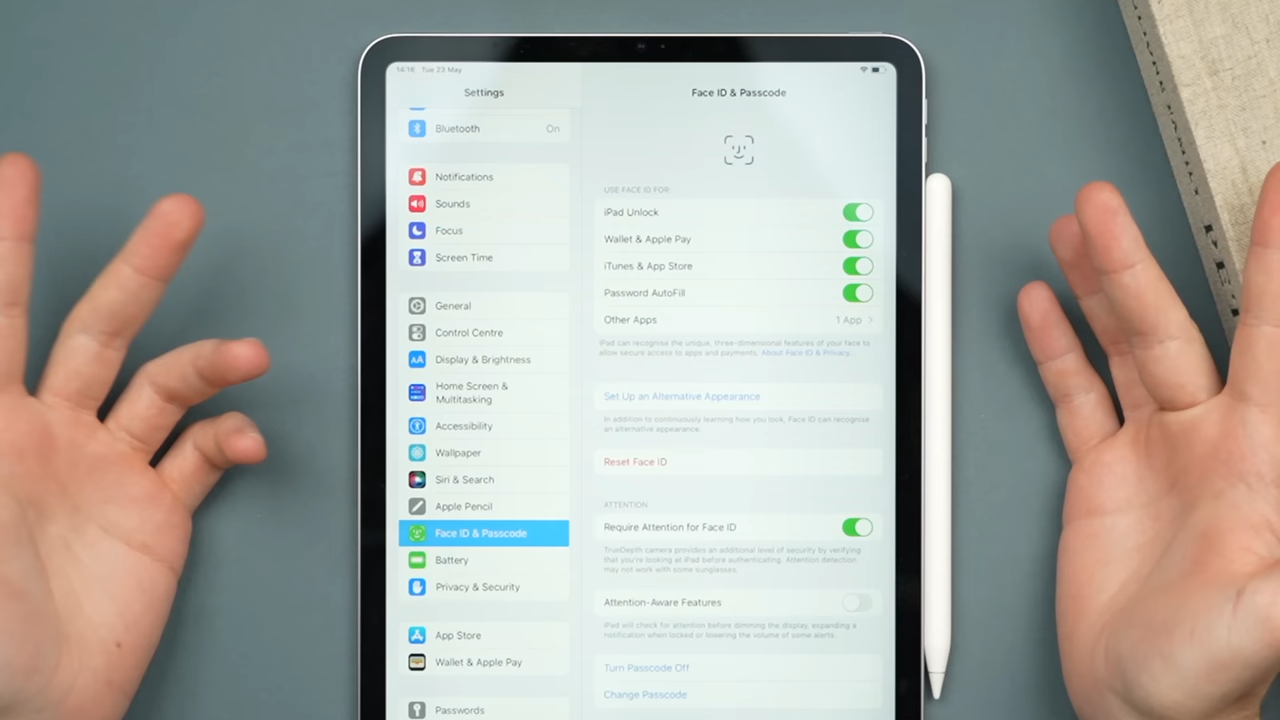 14:16 Tue 23 May
Settings
Bluetooth On
Notifications
Sounds
Focus
Screen Time
General
Control Centre
AA Display & Brightness
Home Screen &
Multitasking
Accessibility
Wallpaper
Siri & Search
Apple Pencil
Face ID & Passcode
Battery
Privacy & Security
App Store
Wallet & Apple Pay
Passwords
Face ID & Passcode
USE FACE ID FOR:
iPad Unlock
Wallet & Apple Pay
iTunes & App Store
Password AutoFill
Other Apps 1 App
iPad can recognise the unique, three-dimensional features of your face to
allow secure access to apps and payments. About Face ID & Privacy.
Set Up an Alternative Appearance
In addition to continuously learning how you look, Face ID can recognise
an alternative appearance.
Reset Face ID
ATTENTION
Require Attention for Face ID
TrueDepth camera provides an additional level of security by verifying
that you're looking at iPad before authenticating. Attention detection
may not work with some sunglasses.
Attention-Aware Features
iPad will check for attention before dimming the display, expanding a
notification when locked or lowering the volume of some alerts.
Turn Passcode Off
Change Passcode